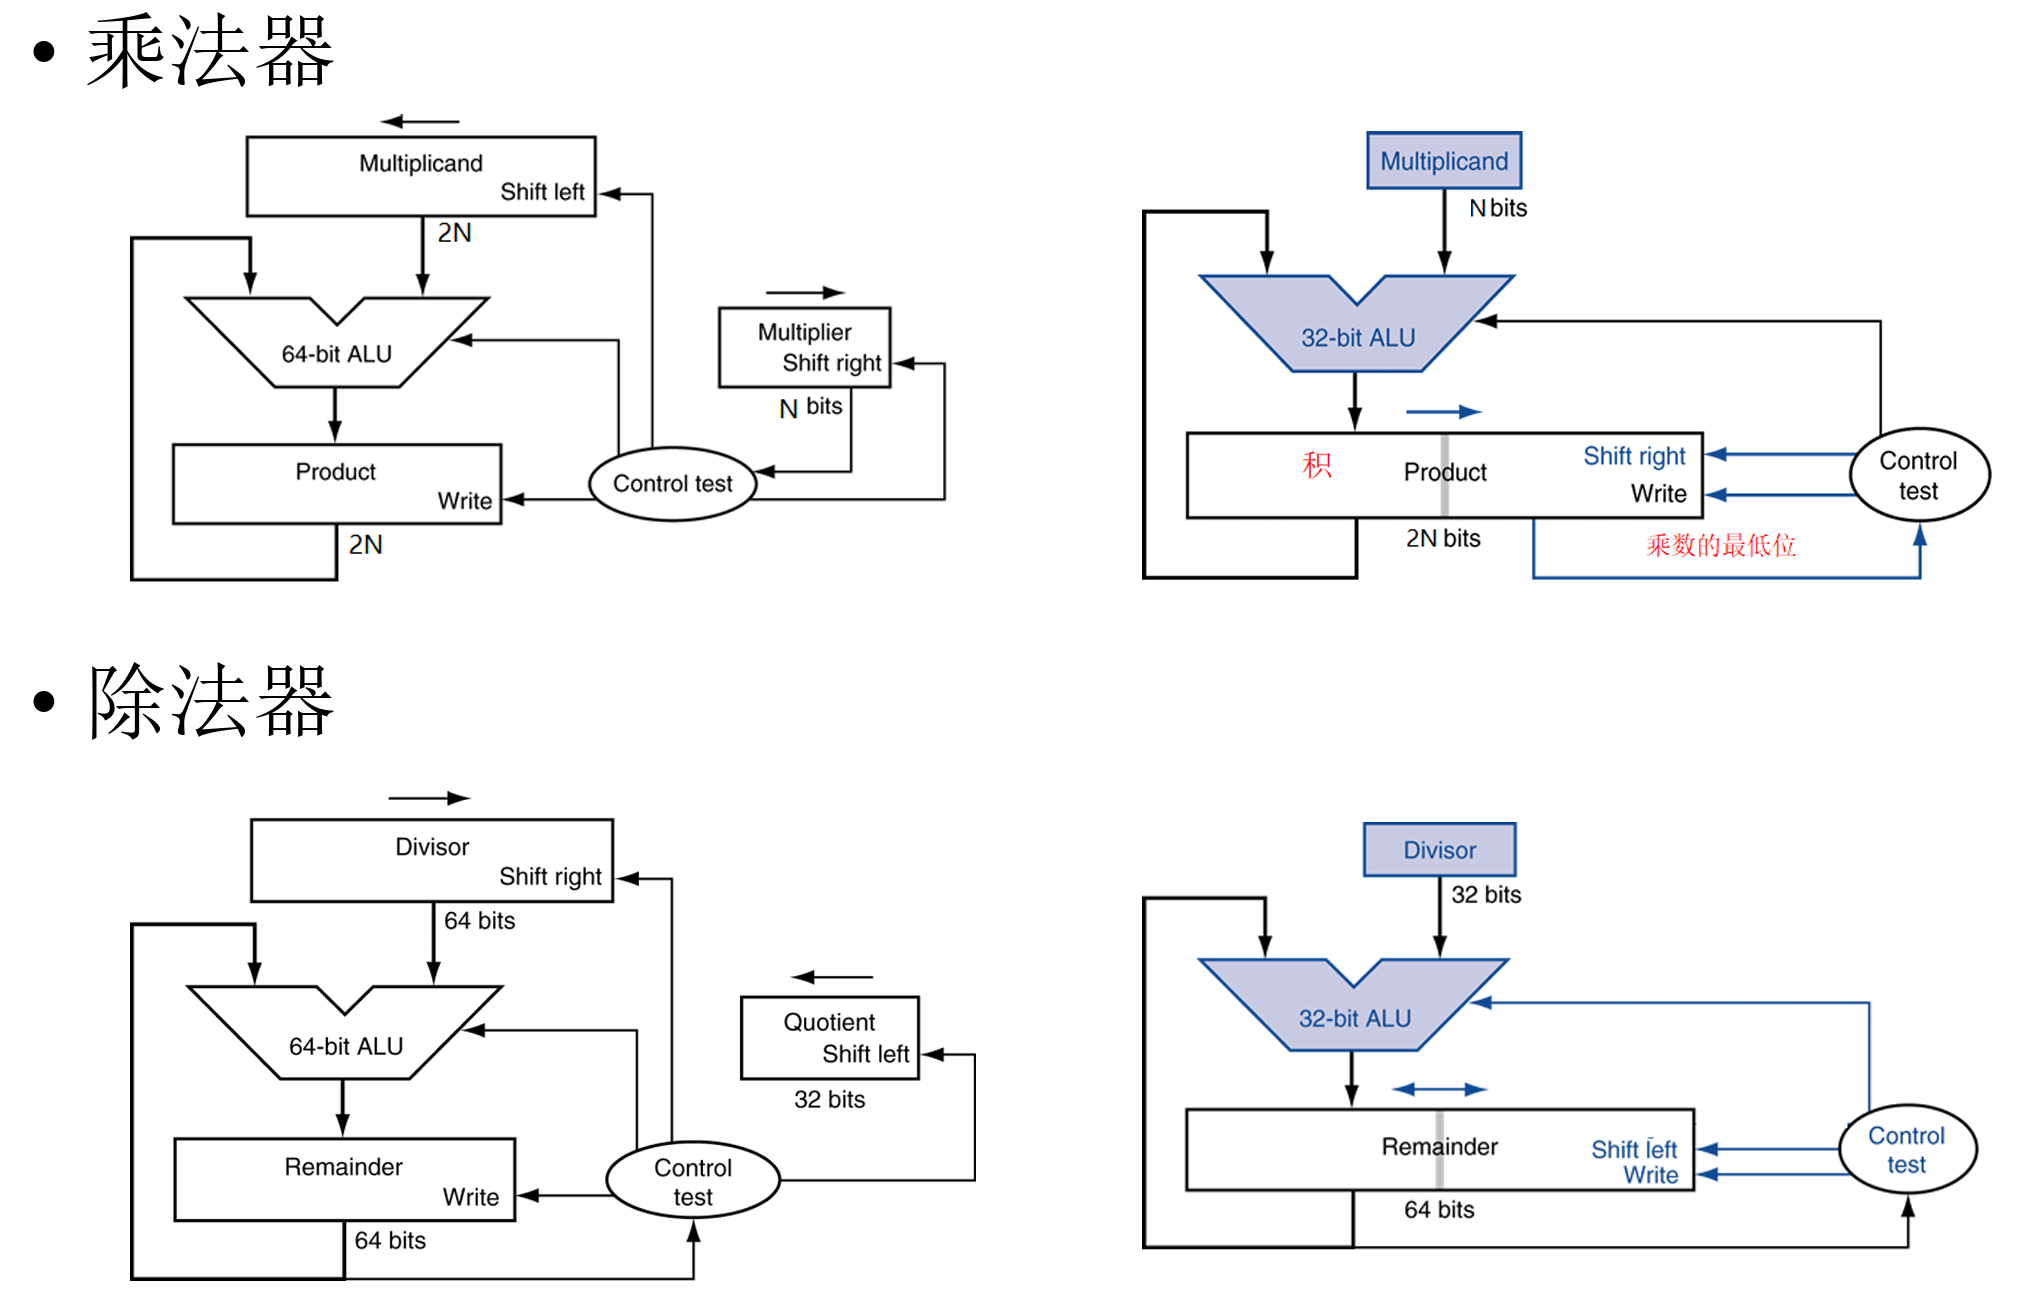 • 乘法器
Multiplicand
Shift left
2N
64-bit ALU
Multiplier
Shift right
N bits
Product
Write
Control test
2N
Multiplicand
N bits
32-bit ALU
积
Product
Shift right
Write
Control
test
2N bits
乘数的最低位
• 除法器
Divisor
Shift right
64 bits
64-bit ALU
Quotient
Shift left
32 bits
Remainder
Write
Control
test
64 bits
Divisor
32 bits
32-bit ALU
Remainder
Shift left
Write
Control
test
64 bits